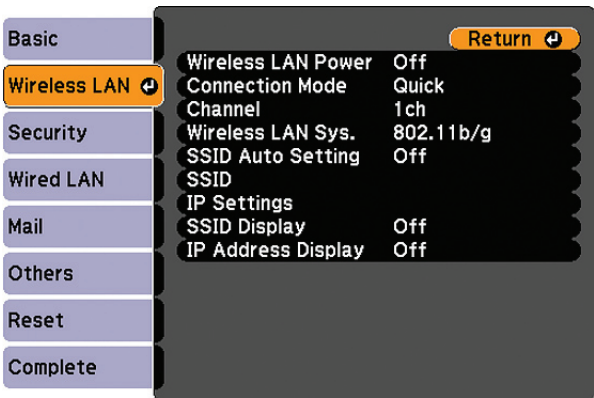 Basic
Wireless LAN
Security
Wired LAN
Mail
Others
Reset
Complete
Return
Wireless LAN Power Off
Connection Mode Quick
Channel 1ch
Wireless LAN Sys. 802.11b/g
SSID Auto Setting Off
SSID
IP Settings
SSID Display Off
IP Address Display Off